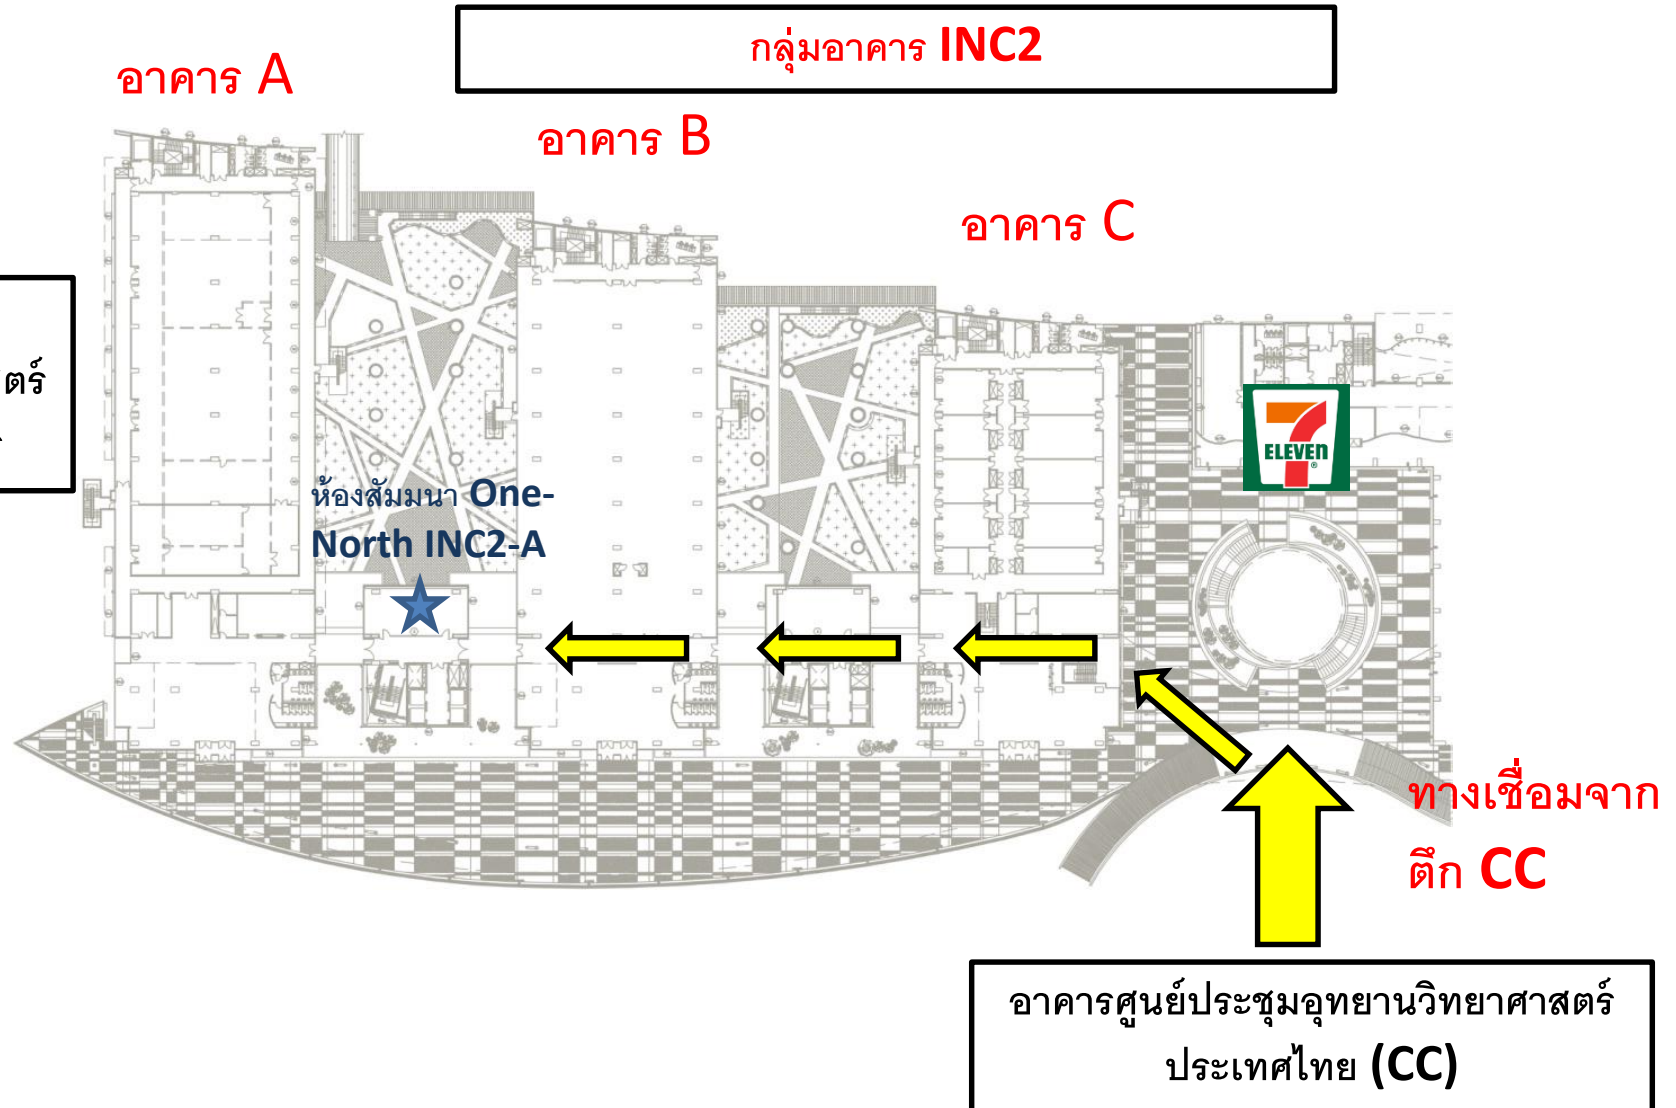 กลุ่มอาคาร INC2
อาคาร A
อาคาร B
อาคาร C
ตร์
ELEVEN
ห้องสัมมนา One-
North INC2-A
ทางเชื่อมจาก
ตึก CC
อาคารศูนย์ประชุมอุทยานวิทยาศาสตร์
ประเทศไทย (CC)